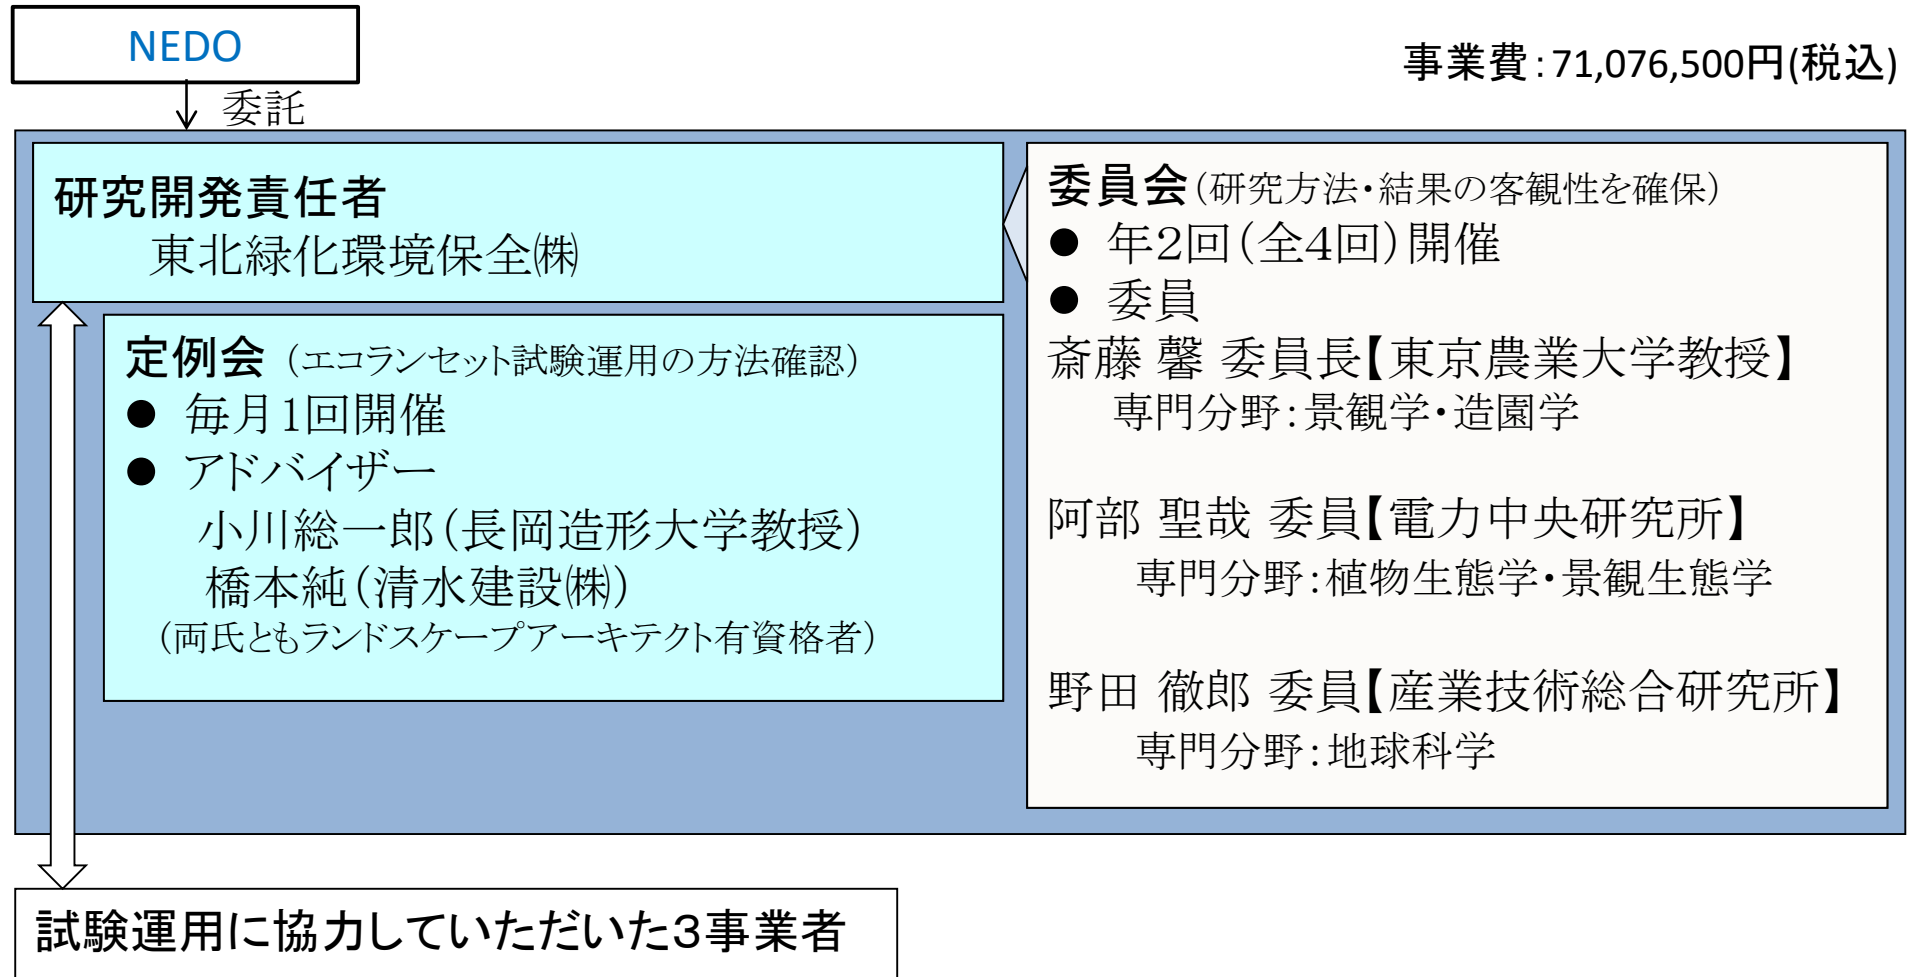 NEDO
事業費:71,076,500円(税込)
委託
研究開発責任者
東北緑化環境保全㈱
定例会（エコランセット試験運用の方法確認）
● 毎月1回開催
● アドバイザー
小川総一郎（長岡造形大学教授）
橋本純（清水建設㈱）
（両氏ともランドスケープアーキテクト有資格者）
委員会（研究方法・結果の客観性を確保）
● 年2回（全4回）開催
● 委員
斎藤 馨 委員長【東京農業大学教授】
専門分野：景観学・造園学
阿部 聖哉 委員【電力中央研究所】
専門分野：植物生態学・景観生態学
野田 徹郎 委員【産業技術総合研究所】
専門分野：地球科学
試験運用に協力していただいた３事業者